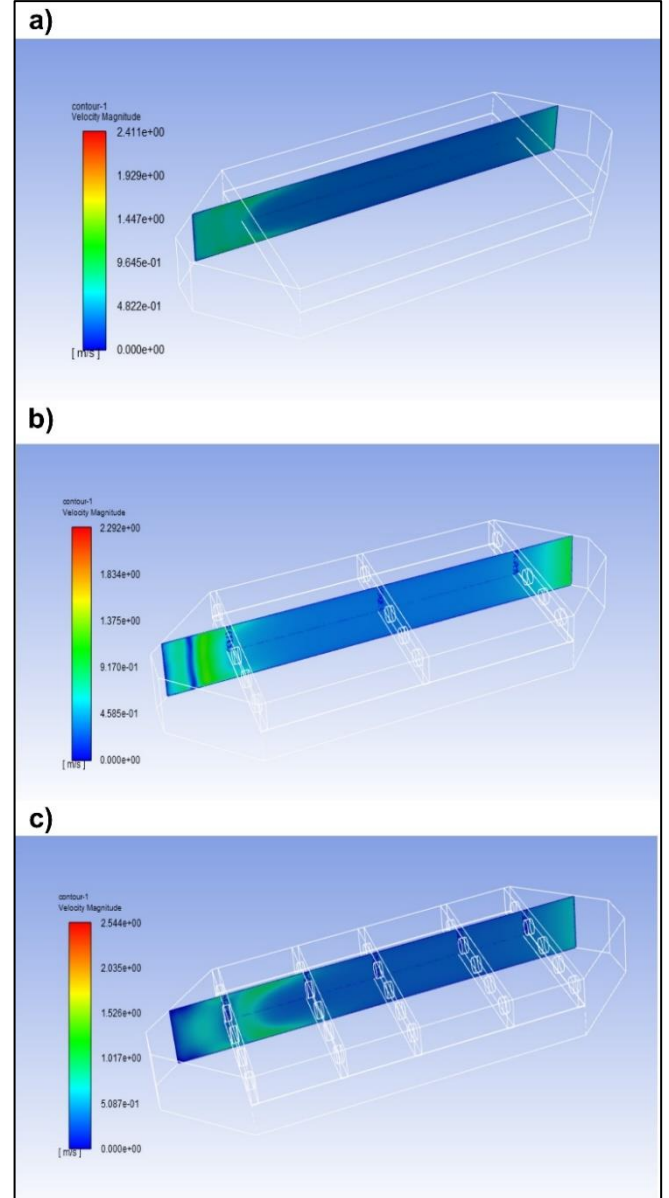 a)
contour-1
Velocity Magnitude
2.411e+00
1.929e+00
1.447e+00
9.645e-01
4.822e-01
0.000e+00
[ m/s ]
b)
contour-1
Velocity Magnitude
2.292e+00
1.834e+00
1.375e+00
9.170e-01
4.585e-01
0.000e+00
[ m/s ]
c)
contour-1
Velocity Magnitude
2.544e+00
2.035e+00
1.526e+00
1.017e+00
5.087e-01
0.000e+00
[ m/s ]